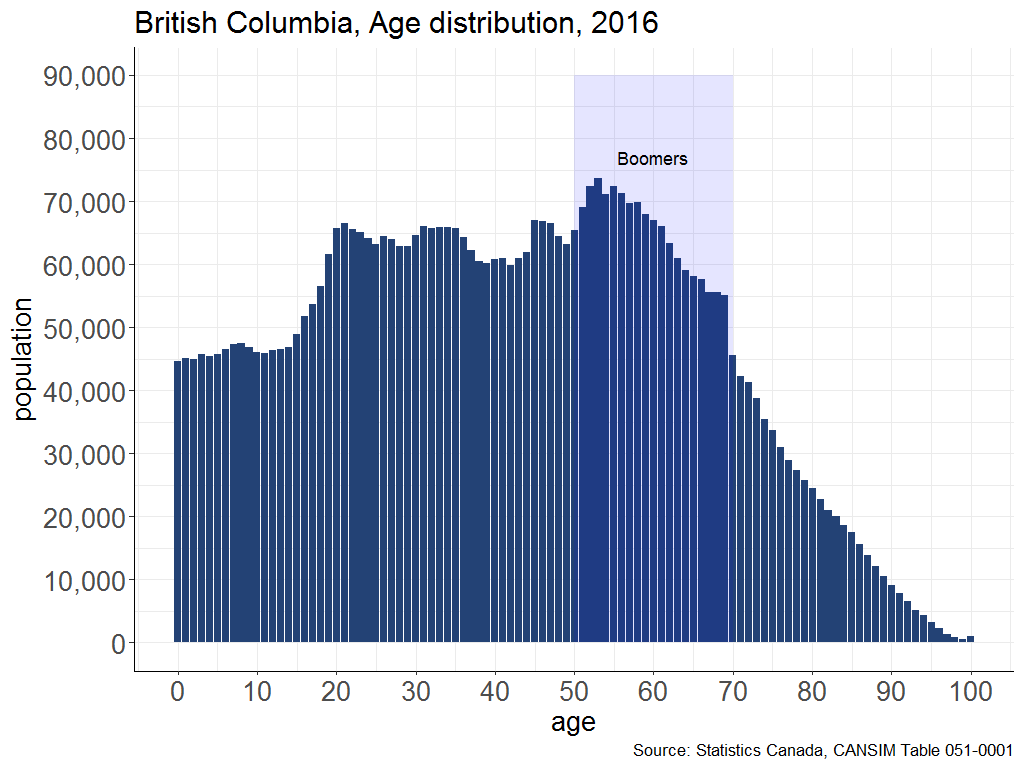 British Columbia, Age distribution, 2016
90,000
80,000
70,000
60,000
50,000
40,000
30,000
20,000
10,000
0
population
Boomers
0 10 20 30 40 50 60 70 80 90 100
age
Source: Statistics Canada, CANSIM Table 051-0001